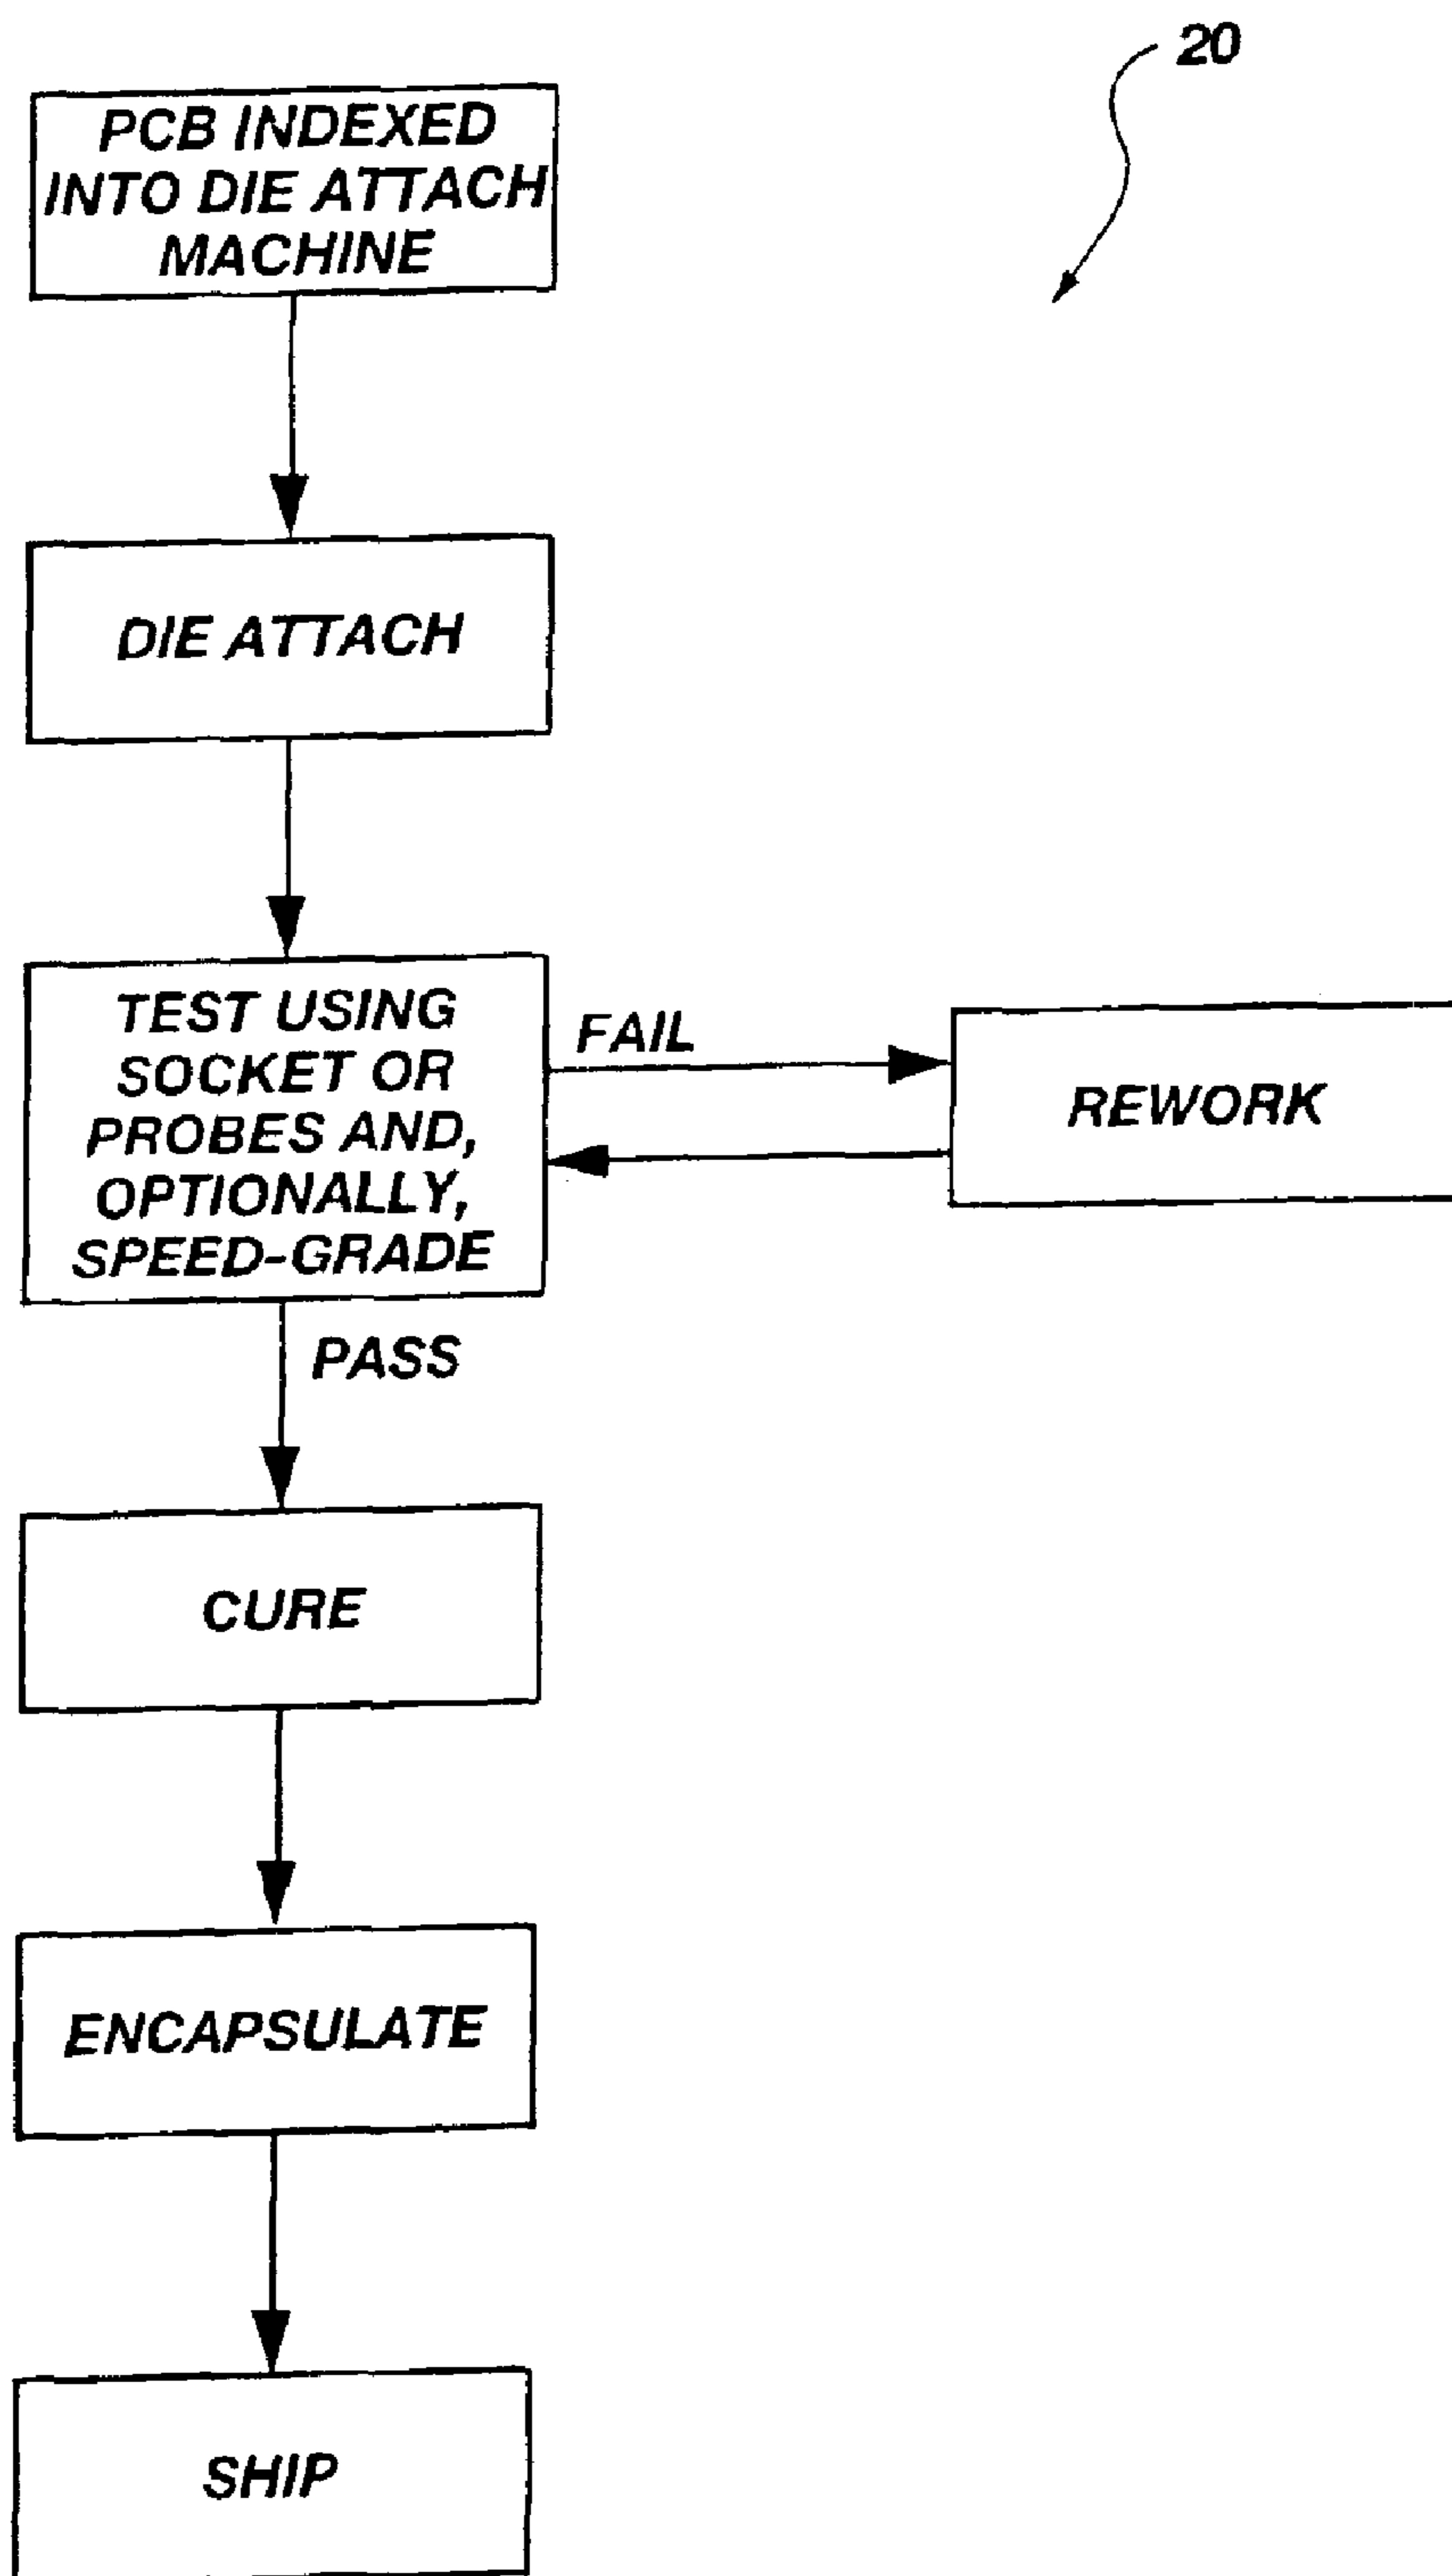 20
PCB INDEXED
INTO DIE ATTACH
MACHINE
DIE ATTACH
TEST USING
SOCKET OR
PROBES AND,
OPTIONALLY,
SPEED-GRADE
FAIL
REWORK
PASS
CURE
ENCAPSULATE
SHIP